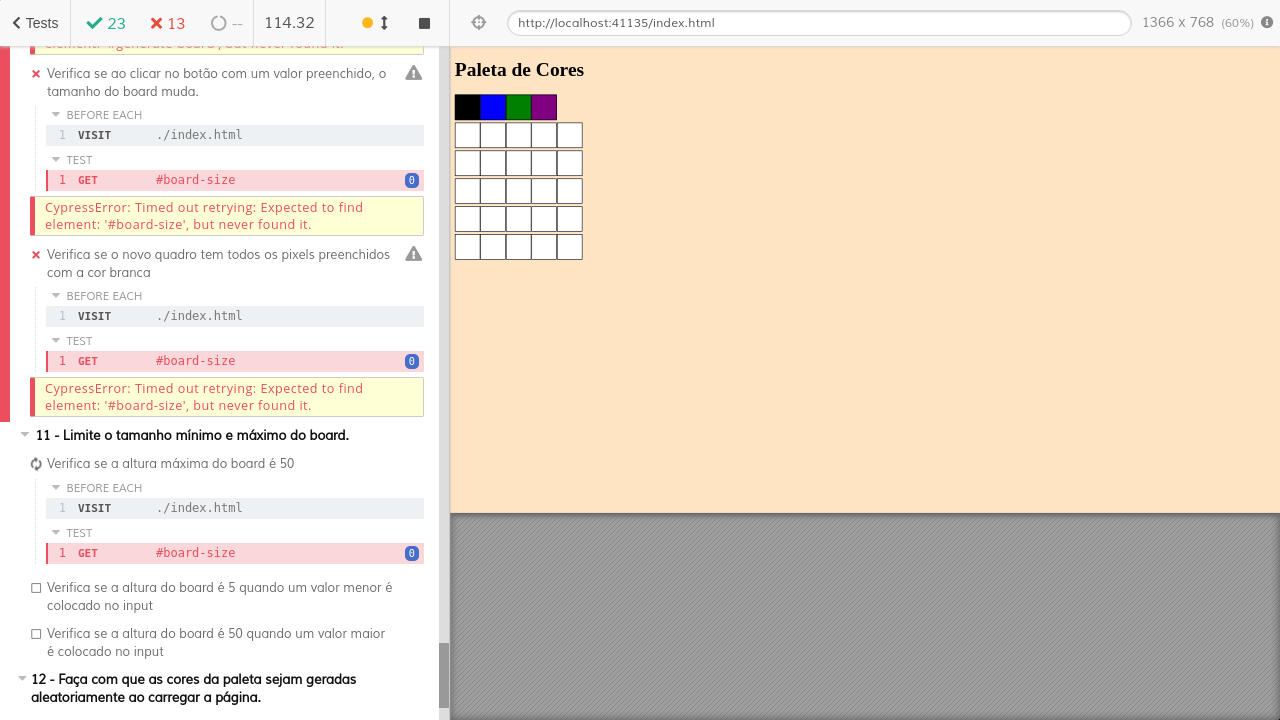 Tests 23 13 -- 114.32 http://localhost:41135/index.html 1366 x 768 (60%)
element: '#generate-board', but never found it.
Verifica se ao clicar no botão com um valor preenchido, o
tamanho do board muda.
BEFORE EACH
1 VISIT ./index.html
TEST
1 GET #board-size 0
CypressError: Timed out retrying: Expected to find
element: '#board-size', but never found it.
Verifica se o novo quadro tem todos os pixels preenchidos
com a cor branca
BEFORE EACH
1 VISIT ./index.html
TEST
1 GET #board-size 0
CypressError: Timed out retrying: Expected to find
element: '#board-size', but never found it.
11 - Limite o tamanho mínimo e máximo do board.
Verifica se a altura máxima do board é 50
BEFORE EACH
1 VISIT ./index.html
TEST
1 GET #board-size 0
Verifica se a altura do board é 5 quando um valor menor é
colocado no input
Verifica se a altura do board é 50 quando um valor maior
é colocado no input
12 - Faça com que as cores da paleta sejam geradas
aleatoriamente ao carregar a página.
Paleta de Cores